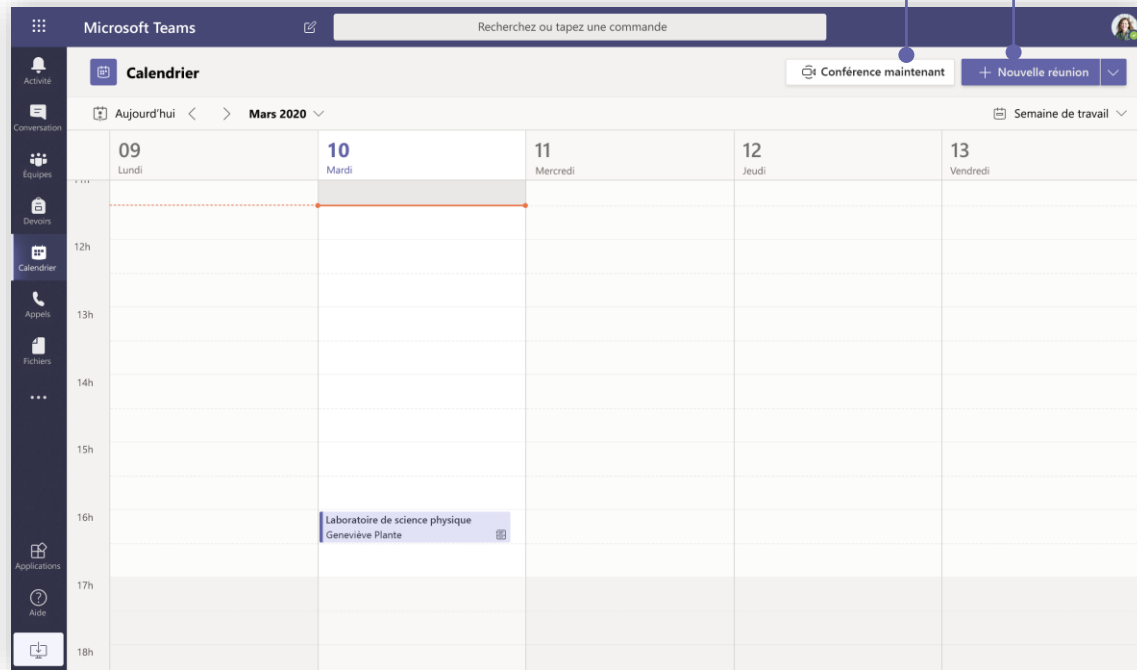 Microsoft Teams
Recherchez ou tapez une commande
Activité
Calendrier
Conférence maintenant
+ Nouvelle réunion
Conversation
Aujourd'hui
Mars 2020
Semaine de travail
Équipes
09
Lundi
10
Mardi
11
Mercredi
12
Jeudi
13
Vendredi
Devoirs
Calendrier
12h
Appels
13h
Fichiers
14h
15h
16h
Laboratoire de science physique
Geneviève Plante
Applications
17h
Aide
18h